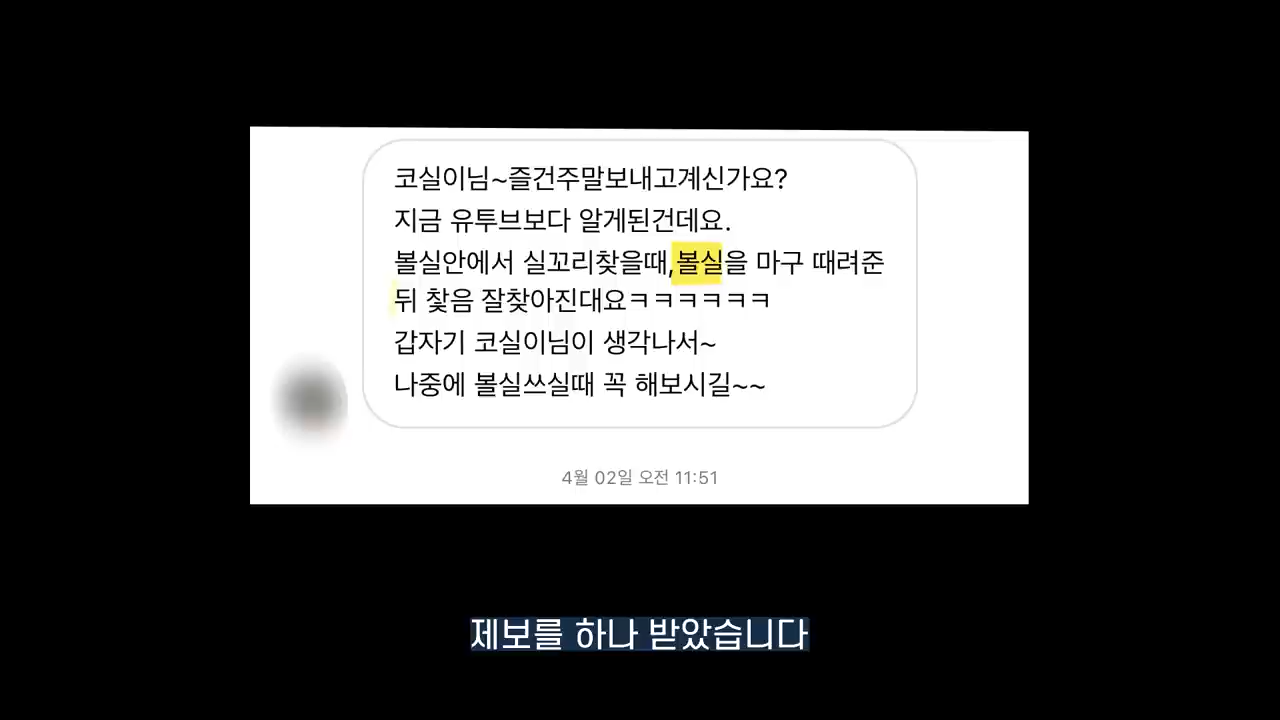 코실이님~즐건주말보내고계신가요?
지금 유투브보다 알게된건데요.
볼실안에서 실꼬리찾을때,볼실을 마구 때려준
뒤 찾음 잘찾아진대요ㅋㅋㅋㅋㅋㅋ
갑자기 코실이님이 생각나서~
나중에 볼실쓰실때 꼭 해보시길~~
4월 02일 오전 11:51
제보를 하나 받았습니다